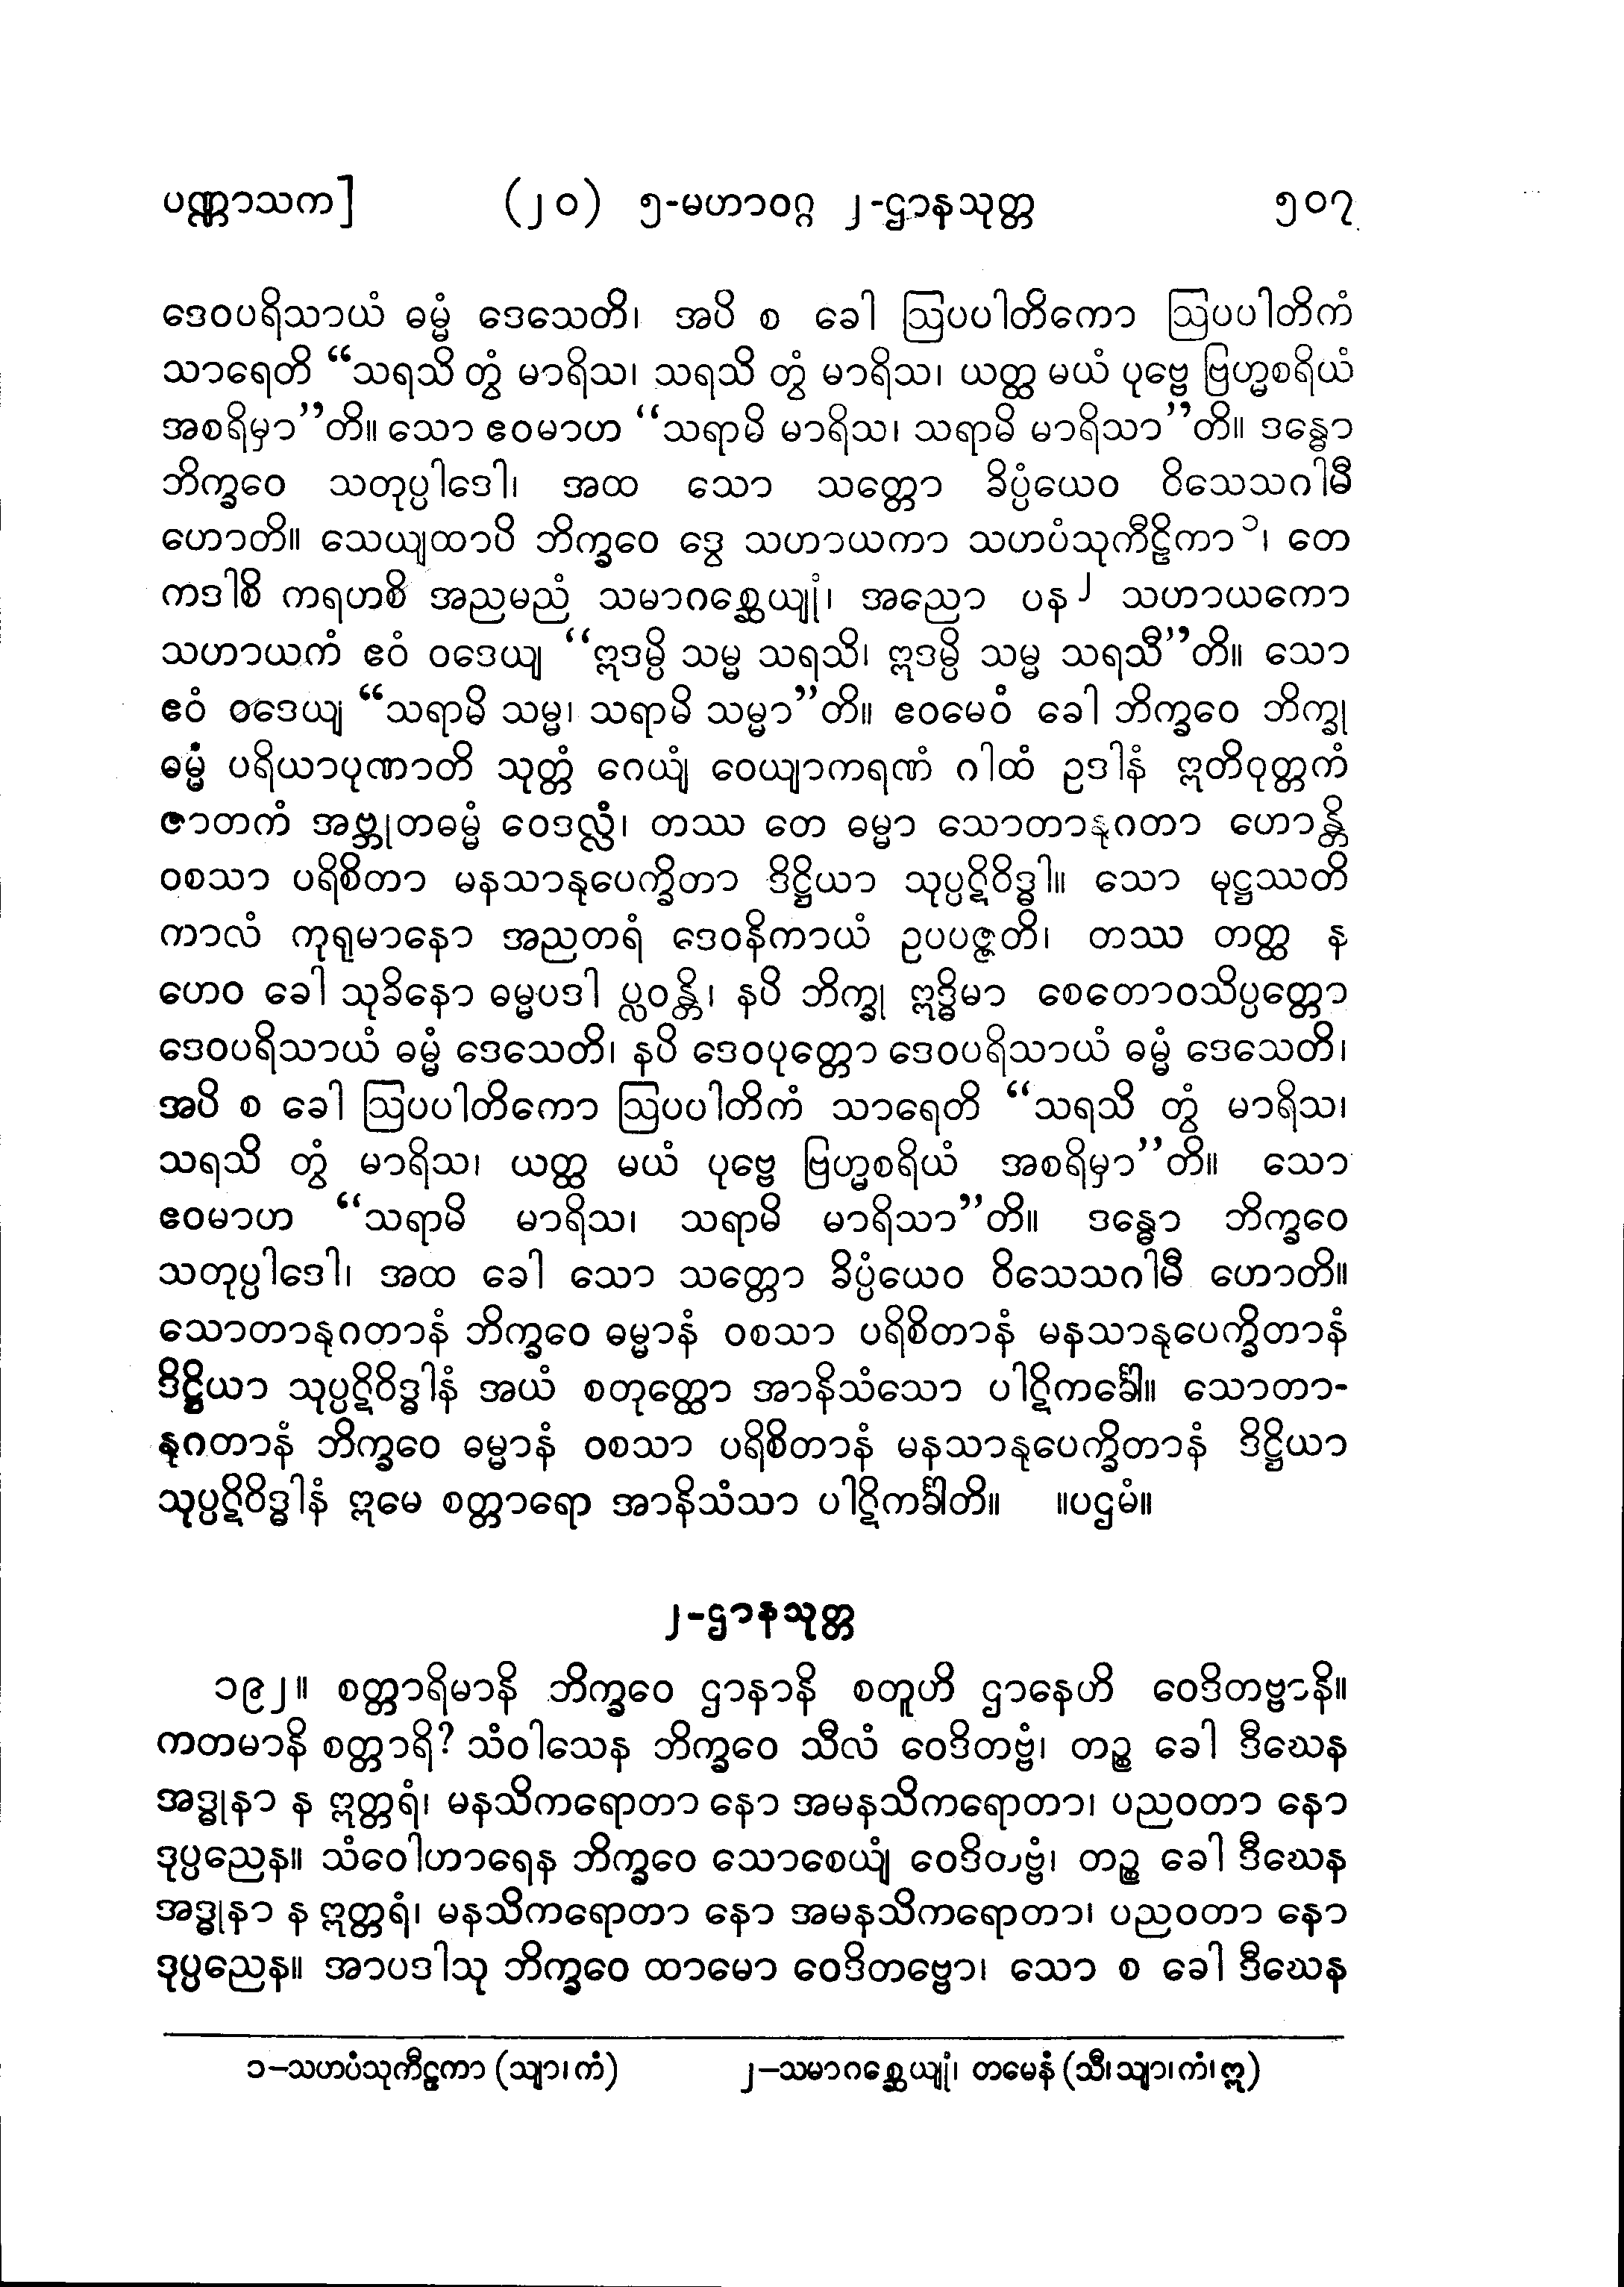 ပဏ္ဏာသက] (၂၀) ၅-မဟာဝဂ္ဂ ၂-ဌာနသုတ္တ ၅၀၇
ဒေဝပရိသာယံ ဓမ္မံ ဒေသေတိ၊ အပိ စ ခေါ ဩပပါတိကော ဩပပါတိကံ
သာရေတိ “သရသိ တွံ မာရိသ၊ သရသိ တွံ မာရိသ၊ ယတ္ထ မယံ ပုဗ္ဗေ ဗြဟ္မစရိယံ
အစရိမှာ”တိ။ သော ဧဝမာဟ “သရာမိ မာရိသ၊ သရာမိ မာရိသာ”တိ။ ဒန္ဓော
ဘိက္ခဝေ သတုပ္ပါဒေါ၊ အထ သော သတ္တော ခိပ္ပံယေဝ ဝိသေသဂါမီ
ဟောတိ။ သေယျထာပိ ဘိက္ခဝေ ဒွေ သဟာယကာ သဟပံသုကီဠိကာ၁၊ တေ
ကဒါစိ ကရဟစိ အညမညံ သမာဂစ္ဆေယျုံ၊ အညော ပန၂ သဟာယကော
သဟာယကံ ဧဝံ ဝဒေယျ “ဣဒမ္ပိ သမ္မ သရသိ၊ ဣဒမ္ပိ သမ္မ သရသီ”တိ။ သော
ဧဝံ ဝဒေယျ “သရာမိ သမ္မ၊ သရာမိ သမ္မာ”တိ။ ဧဝမေဝံ ခေါ ဘိက္ခဝေ ဘိက္ခု
ဓမ္မံ ပရိယာပုဏာတိ သုတ္တံ ဂေယျံ ဝေယျာကရဏံ ဂါထံ ဥဒါနံ ဣတိဝုတ္တကံ
ဇာတကံ အဗ္ဘုတဓမ္မံ ဝေဒလ္လံ၊ တဿ တေ ဓမ္မာ သောတာနုဂတာ ဟောန္တိ
ဝစသာ ပရိစိတာ မနသာနုပေက္ခိတာ ဒိဋ္ဌိယာ သုပ္ပဋိဝိဒ္ဓါ။ သော မုဋ္ဌဿတိ
ကာလံ ကုရုမာနော အညတရံ ဒေဝနိကာယံ ဥပပဇ္ဇတိ၊ တဿ တတ္ထ န
ဟေဝ ခေါ သုခိနော ဓမ္မပဒါ ပ္လဝန္တိ၊ နပိ ဘိက္ခု ဣဒ္ဓိမာ စေတောဝသိပ္ပတ္တော
ဒေဝပရိသာယံ ဓမ္မံ ဒေသေတိ၊ နပိ ဒေဝပုတ္တော ဒေဝပရိသာယံ ဓမ္မံ ဒေသေတိ၊
အပိ စ ခေါ ဩပပါတိကော ဩပပါတိကံ သာရေတိ “သရသိ တွံ မာရိသ၊
သရသိ တွံ မာရိသ၊ ယတ္ထ မယံ ပုဗ္ဗေ ဗြဟ္မစရိယံ အစရိမှာ”တိ။ သော
ဧဝမာဟ “သရာမိ မာရိသ၊ သရာမိ မာရိသာ”တိ။ ဒန္ဓော ဘိက္ခဝေ
သတုပ္ပါဒေါ၊ အထ ခေါ သော သတ္တော ခိပ္ပံယေဝ ဝိသေသဂါမီ ဟောတိ။
သောတာနုဂတာနံ ဘိက္ခဝေ ဓမ္မာနံ ဝစသာ ပရိစိတာနံ မနသာနုပေက္ခိတာနံ
ဒိဋ္ဌိယာ သုပ္ပဋိဝိဒ္ဓါနံ အယံ စတုတ္ထော အာနိသံသော ပါဋိကင်္ခေါ။ သောတာ-
နုဂတာနံ ဘိက္ခဝေ ဓမ္မာနံ ဝစသာ ပရိစိတာနံ မနသာနုပေက္ခိတာနံ ဒိဋ္ဌိယာ
သုပ္ပဋိဝိဒ္ဓါနံ ဣမေ စတ္တာရော အာနိသံသာ ပါဋိကင်္ခါတိ။ ။ပဌမံ။
၂-ဌာနသုတ္တ
၁၉၂။ စတ္တာရိမာနိ ဘိက္ခဝေ ဌာနာနိ စတူဟိ ဌာနေဟိ ဝေဒိတဗ္ဗာနိ။
ကတမာနိ စတ္တာရိ? သံဝါသေန ဘိက္ခဝေ သီလံ ဝေဒိတဗ္ဗံ၊ တဉ္စ ခေါ ဒီဃေန
အဒ္ဓုနာ န ဣတ္တရံ၊ မနသိကရောတာ နော အမနသိကရောတာ၊ ပညဝတာ နော
ဒုပ္ပညေန။ သံဝေါဟာရေန ဘိက္ခဝေ သောစေယျံ ဝေဒိတဗ္ဗံ၊ တဉ္စ ခေါ ဒီဃေန
အဒ္ဓုနာ န ဣတ္တရံ၊ မနသိကရောတာ နော အမနသိကရောတာ၊ ပညဝတာ နော
ဒုပ္ပညေန။ အာပဒါသု ဘိက္ခဝေ ထာမော ဝေဒိတဗ္ဗော၊ သော စ ခေါ ဒီဃေန
၁–သဟပံသုကီဠကာ (သျာ၊ကံ) ၂–သမာဂစ္ဆေယျုံ၊ တမေနံ (သီ၊သျာ၊ကံ၊ဣ)